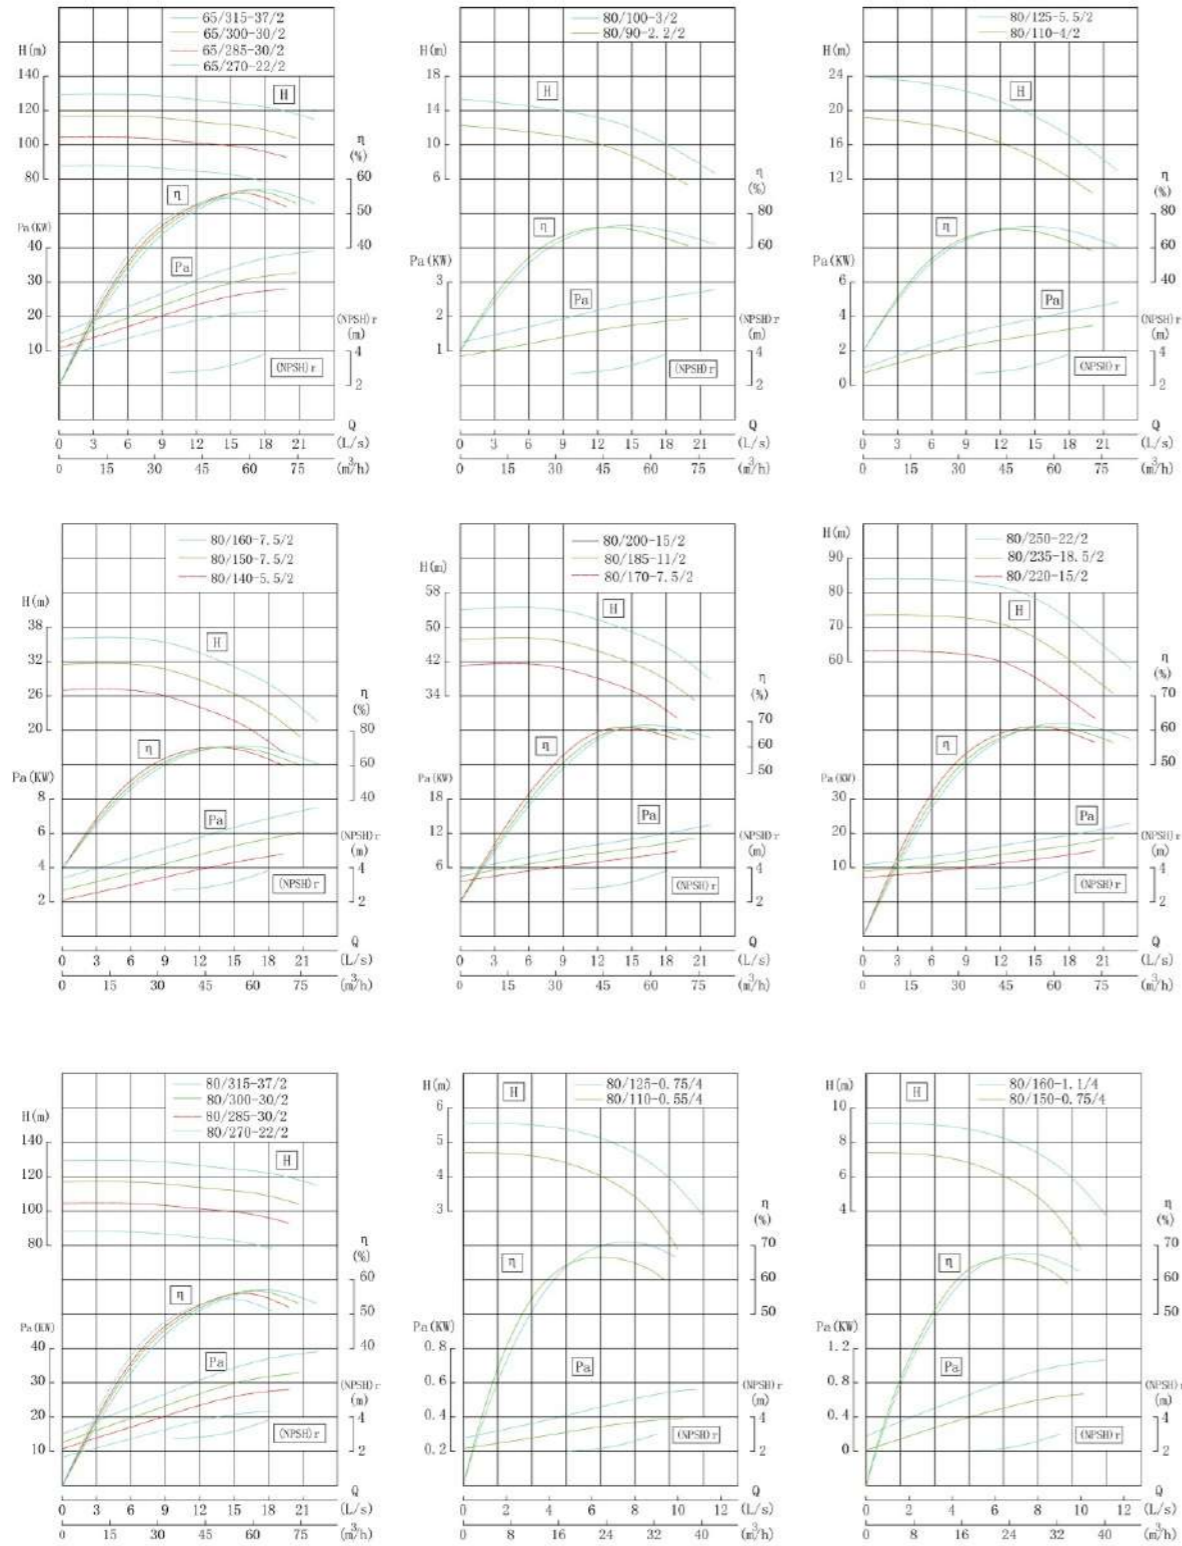 65/315-37/2
65/300-30/2
65/285-30/2
65/270-22/2
H(m)
140
120
100
80
H
η
(%)
60
50
40
η
Pa(KW)
40
30
20
10
Pa
(NPSH)r
(m)
4
2
(NPSH)r
Q
0 3 6 9 12 15 18 21 (L/s)
0 15 30 45 60 75 (m³/h)
80/100-3/2
80/90-2.2/2
H(m)
18
14
10
6
H
η
(%)
80
60
η
Pa(KW)
3
2
1
Pa
(NPSH)r
(m)
4
2
(NPSH)r
Q
0 3 6 9 12 15 18 21 (L/s)
0 15 30 45 60 75 (m³/h)
80/125-5.5/2
80/110-4/2
H(m)
24
20
16
12
H
η
(%)
80
60
40
η
Pa(KW)
6
4
2
0
Pa
(NPSH)r
(m)
4
2
(NPSH)r
Q
0 3 6 9 12 15 18 21 (L/s)
0 15 30 45 60 75 (m³/h)
80/160-7.5/2
80/150-7.5/2
80/140-5.5/2
H(m)
38
32
26
20
H
η
(%)
80
60
40
η
Pa(KW)
8
6
4
2
Pa
(NPSH)r
(m)
4
2
(NPSH)r
Q
0 3 6 9 12 15 18 21 (L/s)
0 15 30 45 60 75 (m³/h)
80/200-15/2
80/185-11/2
80/170-7.5/2
H(m)
58
50
42
34
H
η
(%)
70
60
50
η
Pa(KW)
18
12
6
Pa
(NPSH)r
(m)
4
2
(NPSH)r
Q
0 3 6 9 12 15 18 21 (L/s)
0 15 30 45 60 75 (m³/h)
80/250-22/2
80/235-18.5/2
80/220-15/2
H(m)
90
80
70
60
H
η
(%)
70
60
50
η
Pa(KW)
30
20
10
Pa
(NPSH)r
(m)
4
2
(NPSH)r
Q
0 3 6 9 12 15 18 21 (L/s)
0 15 30 45 60 75 (m³/h)
80/315-37/2
80/300-30/2
80/285-30/2
80/270-22/2
H(m)
140
120
100
80
H
η
(%)
60
50
40
η
Pa(KW)
40
30
20
10
Pa
(NPSH)r
(m)
4
2
(NPSH)r
Q
0 3 6 9 12 15 18 21 (L/s)
0 15 30 45 60 75 (m³/h)
80/125-0.75/4
80/110-0.55/4
H(m)
6
5
4
3
H
η
(%)
70
60
50
η
Pa(KW)
0.8
0.6
0.4
0.2
Pa
(NPSH)r
(m)
4
2
(NPSH)r
Q
0 2 4 6 8 10 12 (L/s)
0 8 16 24 32 40 (m³/h)
80/160-1.1/4
80/150-0.75/4
H(m)
10
8
6
4
H
η
(%)
70
60
50
η
Pa(KW)
1.2
0.8
0.4
0
Pa
(NPSH)r
(m)
4
2
(NPSH)r
Q
0 2 4 6 8 10 12 (L/s)
0 8 16 24 32 40 (m³/h)